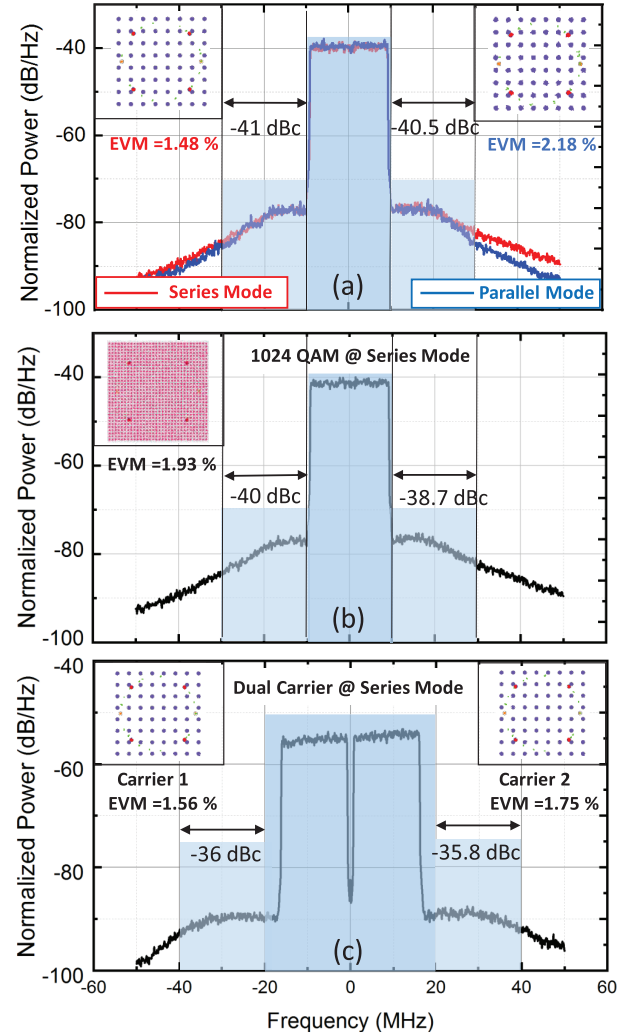 -40
-60
-80
-100
Normalized Power (dB/Hz)
EVM =1.48 %
-41 dBc
-40.5 dBc
EVM =2.18 %
Series Mode
(a)
Parallel Mode
-40
-60
-80
-100
Normalized Power (dB/Hz)
1024 QAM @ Series Mode
EVM =1.93 %
-40 dBc
-38.7 dBc
(b)
-40
-60
-80
-100
Normalized Power (dB/Hz)
Dual Carrier @ Series Mode
Carrier 1
EVM =1.56 %
Carrier 2
EVM =1.75 %
-36 dBc
-35.8 dBc
(c)
-60 -40 -20 0 20 40 60
Frequency (MHz)